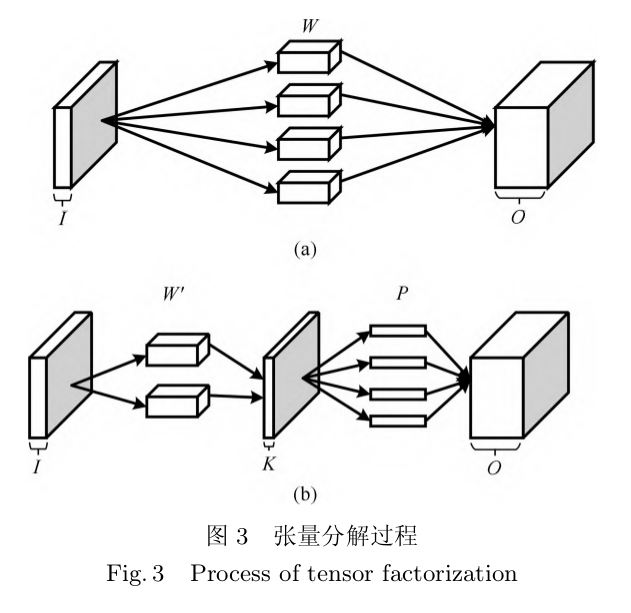 W
I
O
(a)
W'
P
I
K
O
(b)
图 3 张量分解过程
Fig. 3 Process of tensor factorization